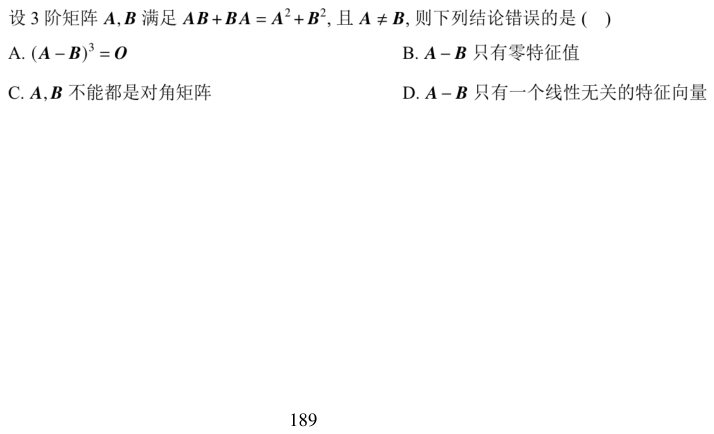 设 3 阶矩阵 A, B 满足 AB + BA = A² + B², 且 A ≠ B, 则下列结论错误的是 (    )
A. (A − B)³ = O    B. A − B 只有零特征值
C. A, B 不能都是对角矩阵    D. A − B 只有一个线性无关的特征向量
189